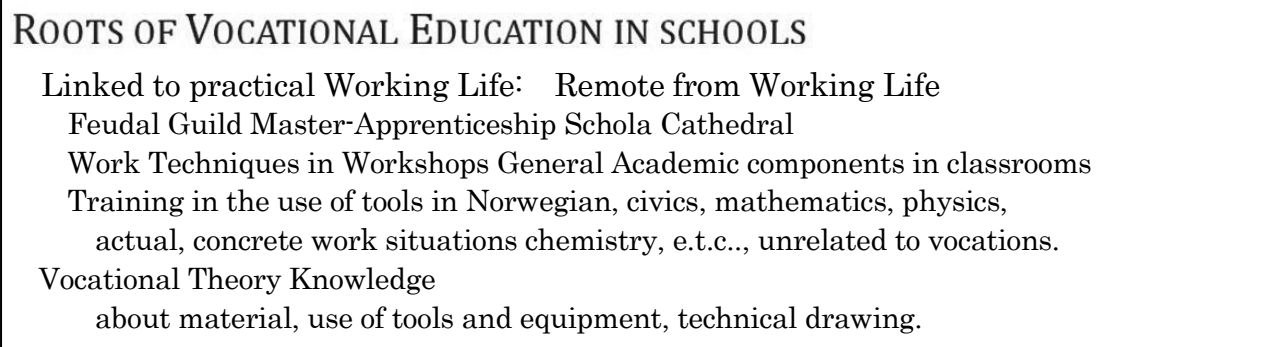 ROOTS OF VOCATIONAL EDUCATION IN SCHOOLS
Linked to practical Working Life: Remote from Working Life
Feudal Guild Master-Apprenticeship Schola Cathedral
Work Techniques in Workshops General Academic components in classrooms
Training in the use of tools in Norwegian, civics, mathematics, physics,
actual, concrete work situations chemistry, e.t.c.., unrelated to vocations.
Vocational Theory Knowledge
about material, use of tools and equipment, technical drawing.